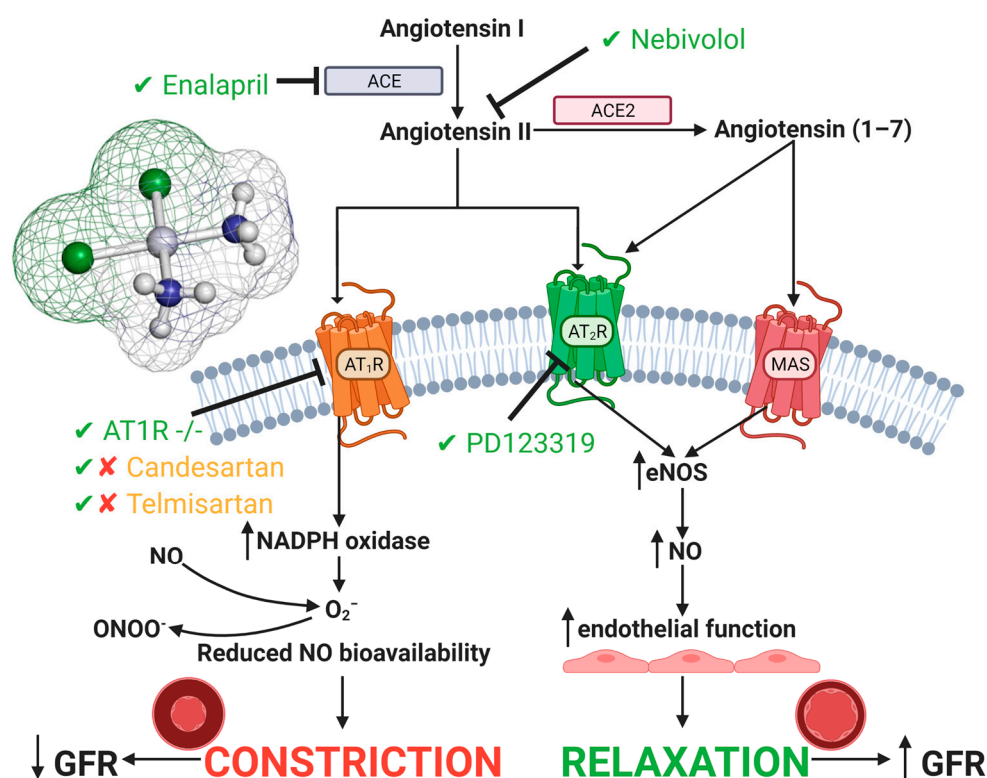 Angiotensin I
✔ Nebivolol
✔ Enalapril
ACE
ACE2
Angiotensin II
Angiotensin (1–7)
AT₁R
AT₂R
MAS
✔ AT1R -/-
✔✘ Candesartan
✔✘ Telmisartan
✔ PD123319
↑eNOS
↑NADPH oxidase
↑NO
NO
O₂⁻
ONOO⁻
↑endothelial function
Reduced NO bioavailability
↓ GFR
CONSTRICTION
RELAXATION
↑ GFR